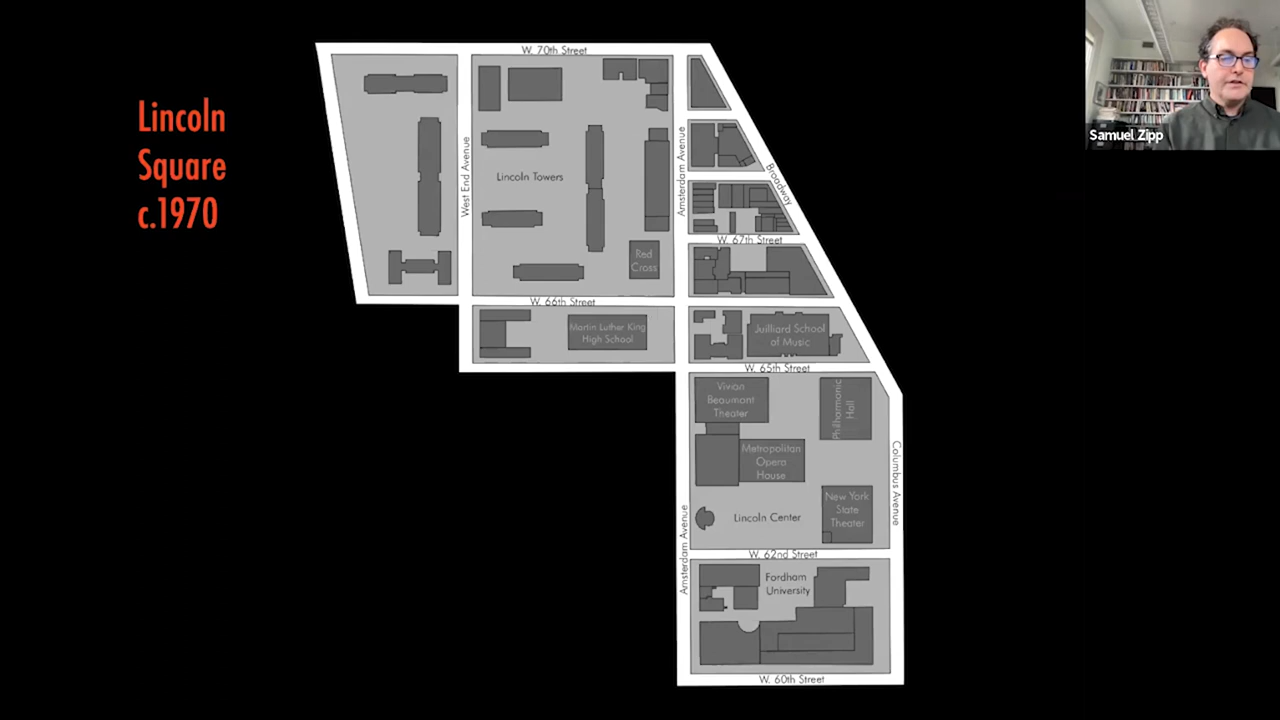 Lincoln
Square
c.1970
W. 70th Street
West End Avenue
Lincoln Towers
Amsterdam Avenue
Broadway
W. 67th Street
Red
Cross
W. 66th Street
Martin Luther King
High School
Juilliard School
of Music
W. 65th Street
Vivian
Beaumont
Theater
Philharmonic
Hall
Metropolitan
Opera
House
Columbus Avenue
New York
State
Theater
Lincoln Center
Amsterdam Avenue
W. 62nd Street
Fordham
University
W. 60th Street
Samuel Zipp